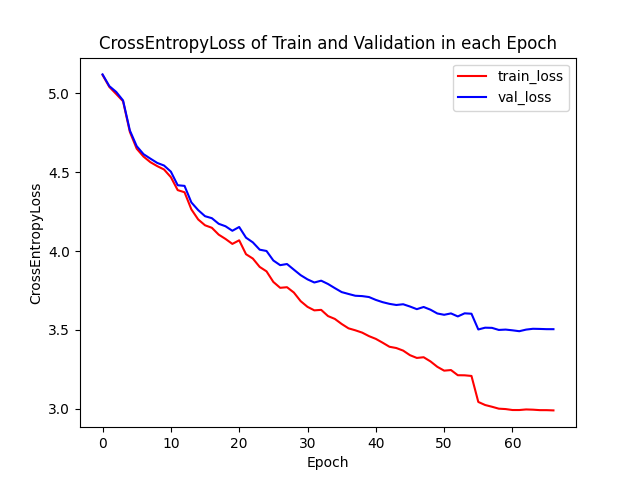 CrossEntropyLoss of Train and Validation in each Epoch
train_loss
val_loss
CrossEntropyLoss
5.0
4.5
4.0
3.5
3.0
0 10 20 30 40 50 60
Epoch